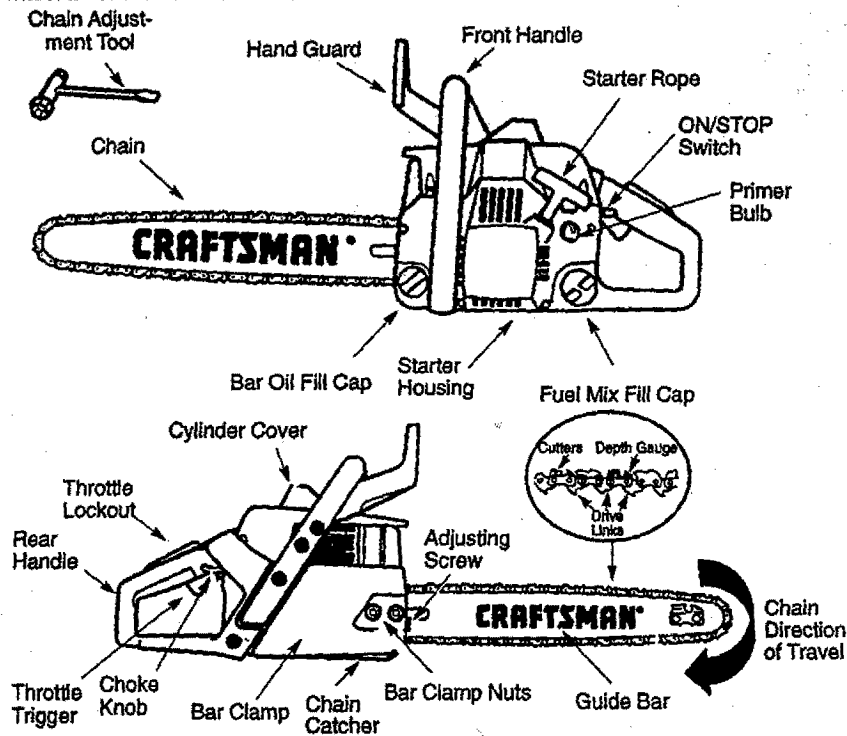 Chain Adjust-
ment Tool
Hand Guard
Front Handle
Starter Rope
ON/STOP
Switch
Chain
Primer
Bulb
CRAFTSMAN
Bar Oil Fill Cap
Starter
Housing
Fuel Mix Fill Cap
Cylinder Cover
Cutters
Depth Gauge
Drive
Links
Throttle
Lockout
Rear
Handle
Adjusting
Screw
CRAFTSMAN
Chain
Direction
of Travel
Throttle
Trigger
Choke
Knob
Bar Clamp
Chain
Catcher
Bar Clamp Nuts
Guide Bar